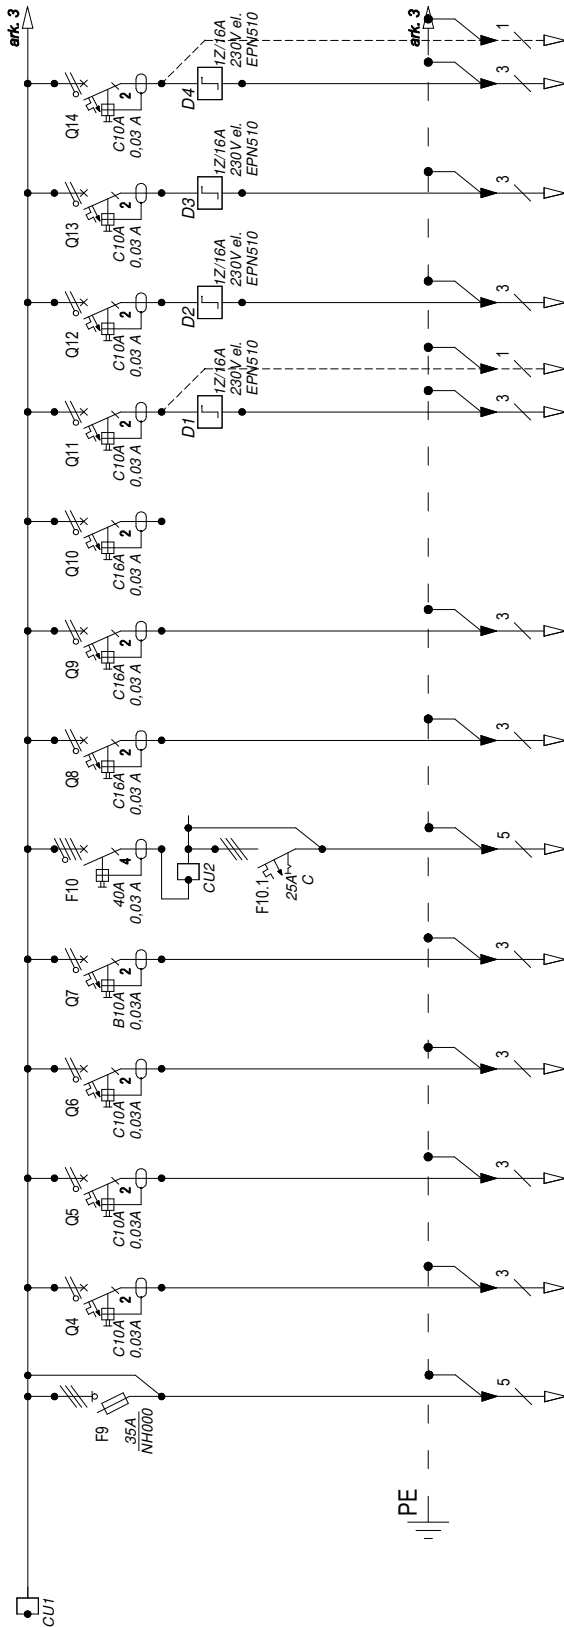 CU1
F9
35A
NH000
5
Q4
2
C10A
0,03A
3
Q5
2
C10A
0,03A
3
Q6
2
C10A
0,03A
3
Q7
B10A
0,03A
3
F10
4
40A
0,03 A
CU2
F10.1
25A
C
5
Q8
2
C16A
0,03 A
3
Q9
2
C16A
0,03 A
3
Q10
2
C16A
0,03 A
Q11
2
C10A
0,03 A
D1
1Z/16A
230V el.
EPN510
3
1
Q12
2
C10A
0,03 A
D2
1Z/16A
230V el.
EPN510
3
Q13
2
C10A
0,03 A
D3
1Z/16A
230V el.
EPN510
3
Q14
2
C10A
0,03 A
D4
1Z/16A
230V el.
EPN510
3
1
ark. 3
PE
ark. 3